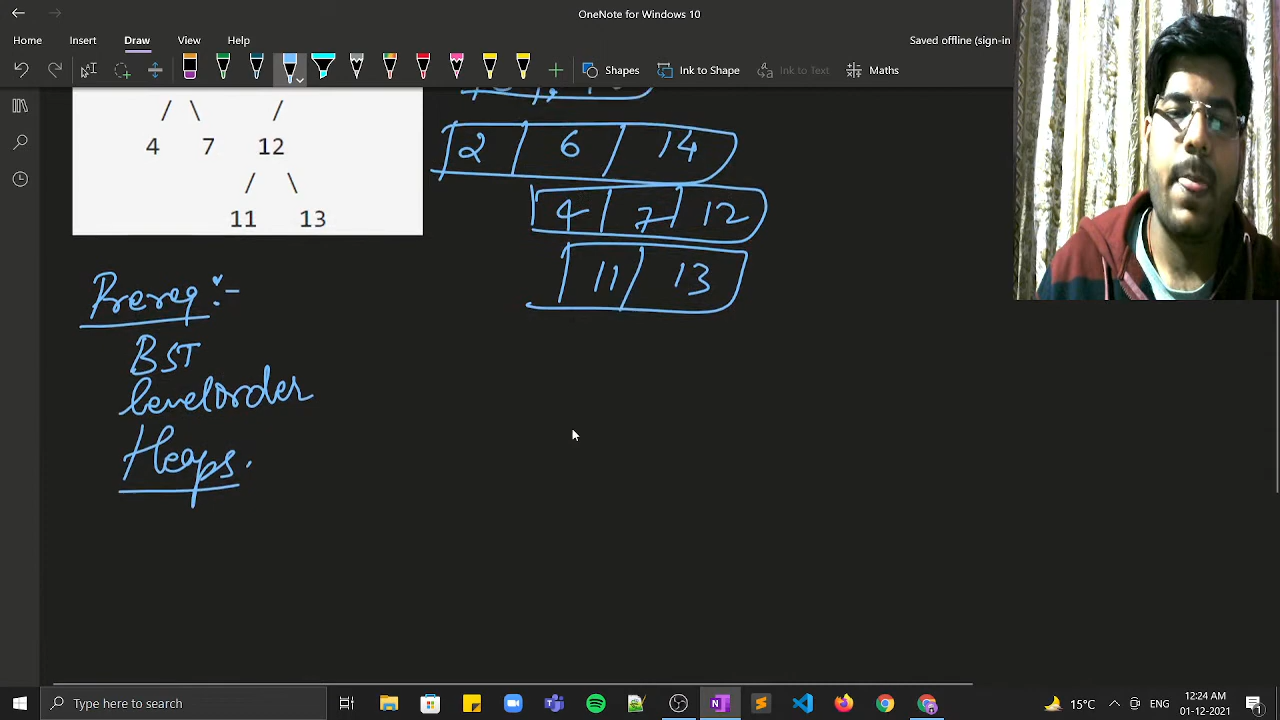 OneNote for Windows 10
Home Insert Draw View Help
Saved offline (sign-in
Shapes Ink to Shape Ink to Text Maths
/ \ /
4 7 12
/ \
11 13
2 6 14
4 7 12
11 13
Prereq :-
BST
levelorder
Heaps.
Type here to search
15°C ENG
12:24 AM
01-12-2021
1